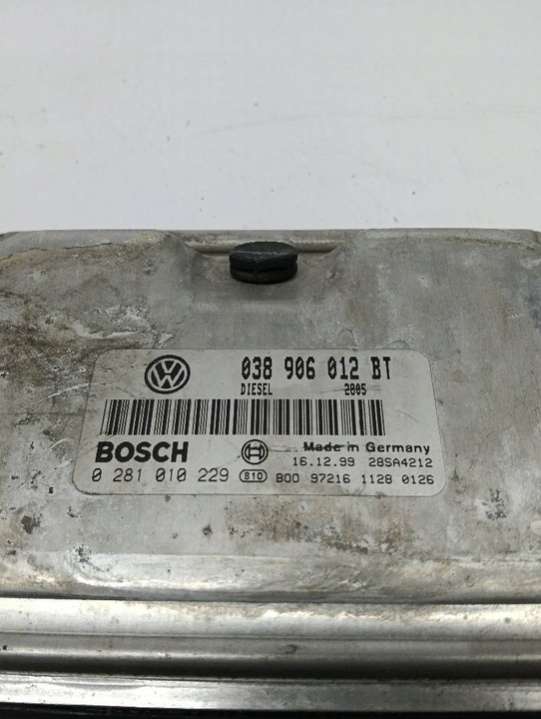 038 906 012 BT
DIESEL 2805
BOSCH
Made in Germany
16.12.99 28SA4212
0 281 010 229 B10 B00 97216 1128 0126